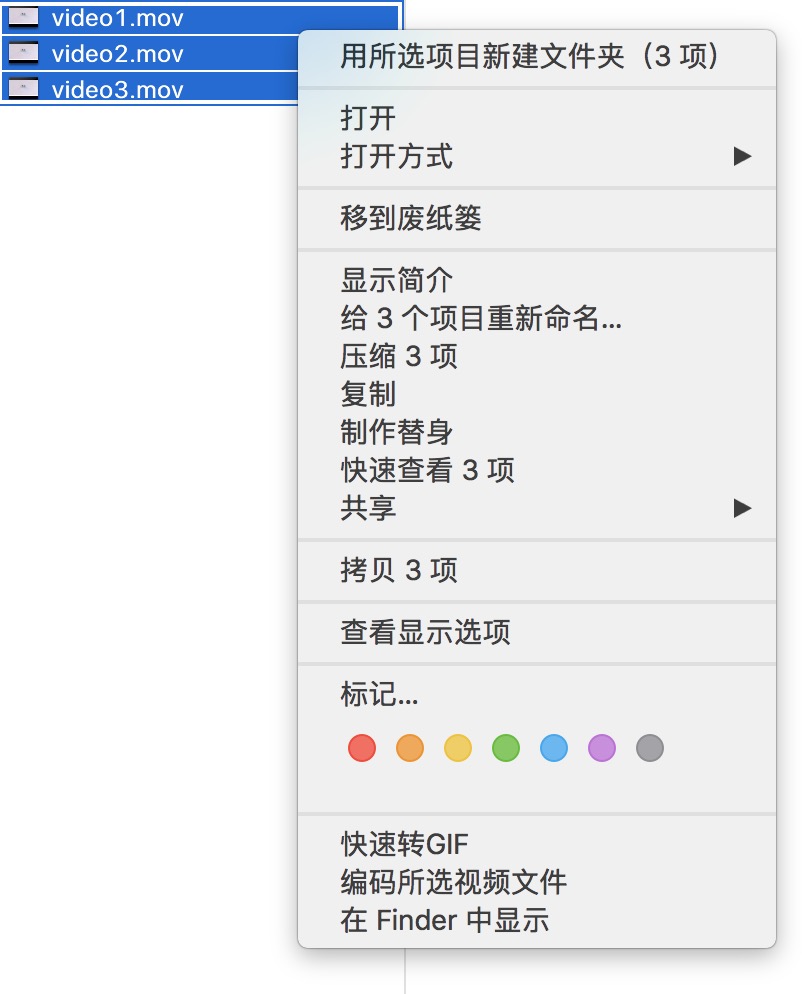 video1.mov
video2.mov
video3.mov
用所选项目新建文件夹（3 项）
打开
打开方式
移到废纸篓
显示简介
给 3 个项目重新命名...
压缩 3 项
复制
制作替身
快速查看 3 项
共享
拷贝 3 项
查看显示选项
标记...
快速转GIF
编码所选视频文件
在 Finder 中显示